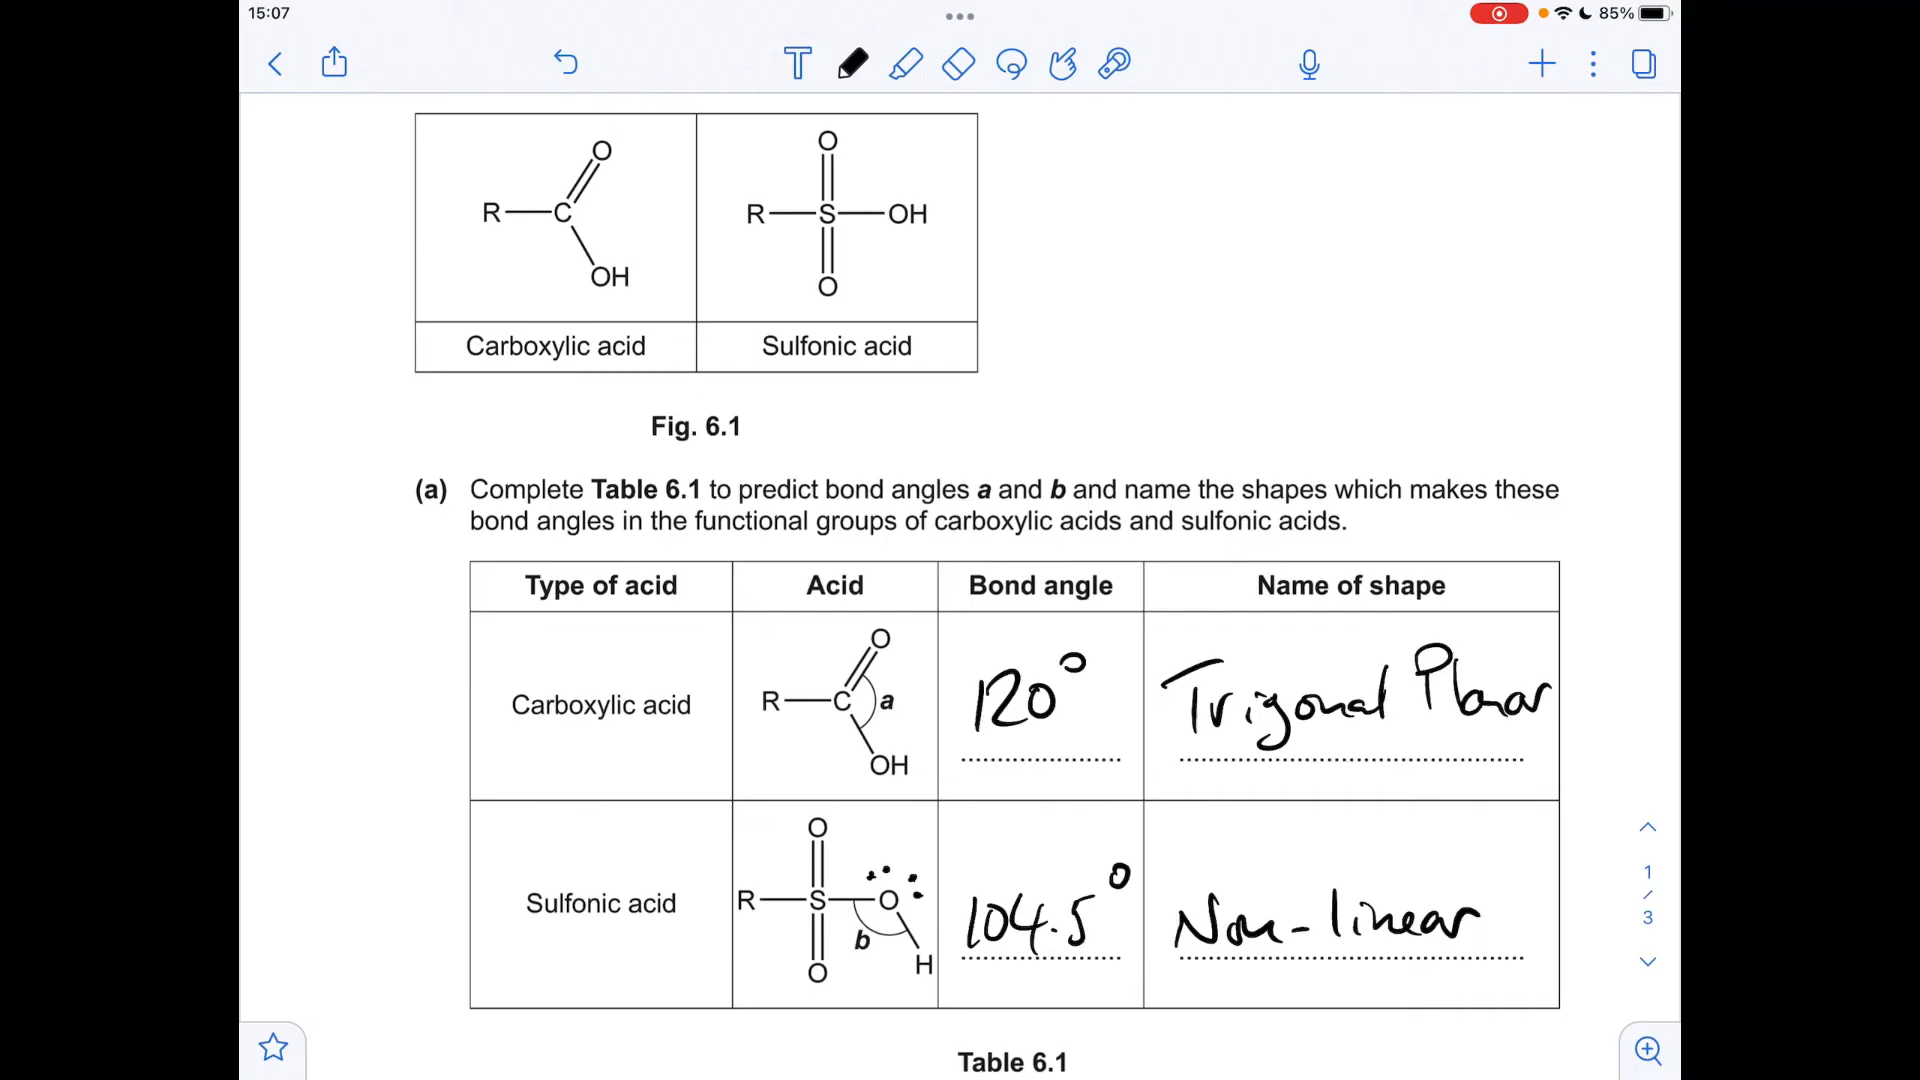 15:07
85%
T
O
R
C
OH
O
R
S
OH
O
Carboxylic acid
Sulfonic acid
Fig. 6.1
(a) Complete Table 6.1 to predict bond angles a and b and name the shapes which makes these
bond angles in the functional groups of carboxylic acids and sulfonic acids.
Type of acid
Acid
Bond angle
Name of shape
Carboxylic acid
O
R
C
a
OH
120°
Trigonal Planar
Sulfonic acid
O
R
S
O
b
H
O
104.5°
Non-linear
1
/
3
Table 6.1